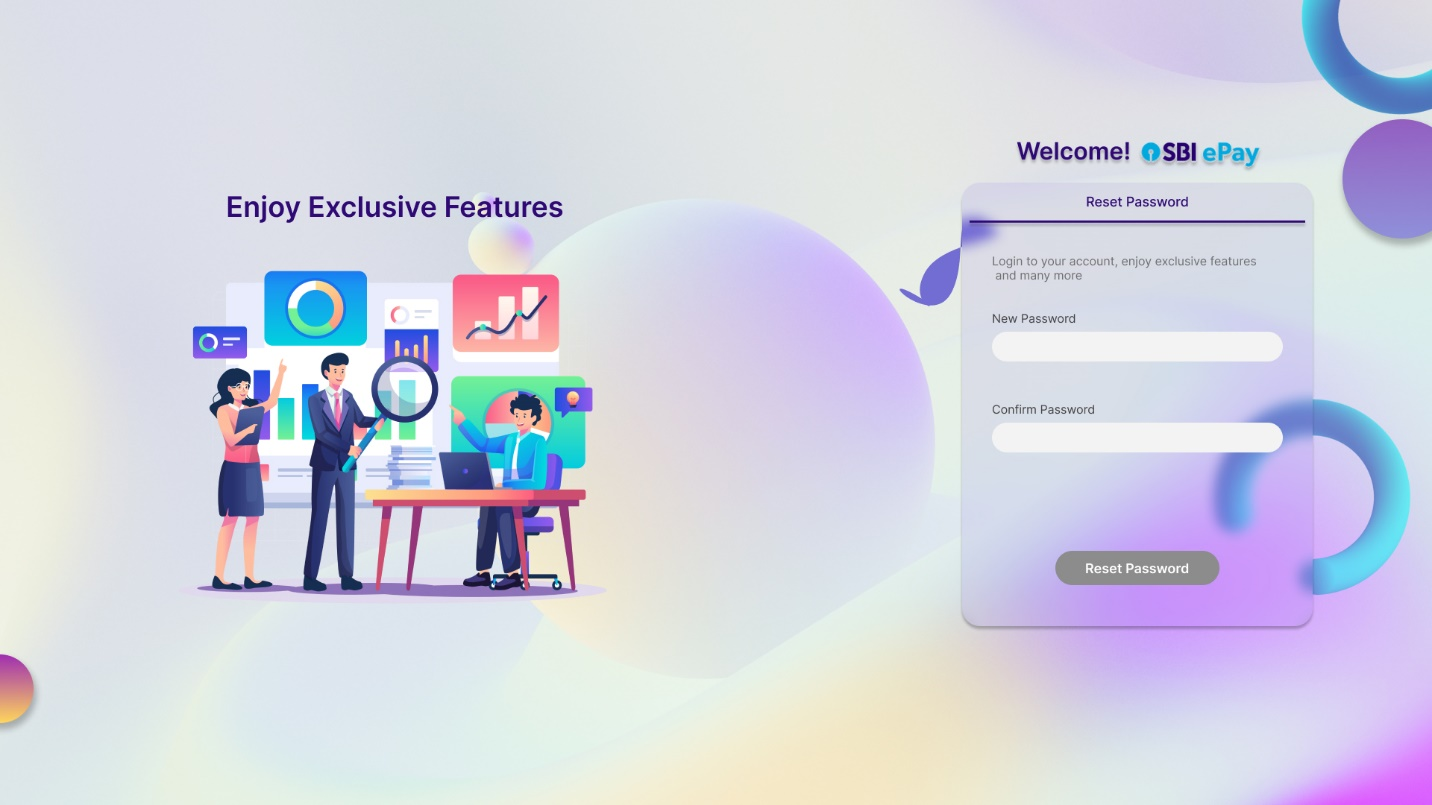 Enjoy Exclusive Features
Welcome! SBI ePay
Reset Password
Login to your account, enjoy exclusive features
and many more
New Password
Confirm Password
Reset Password